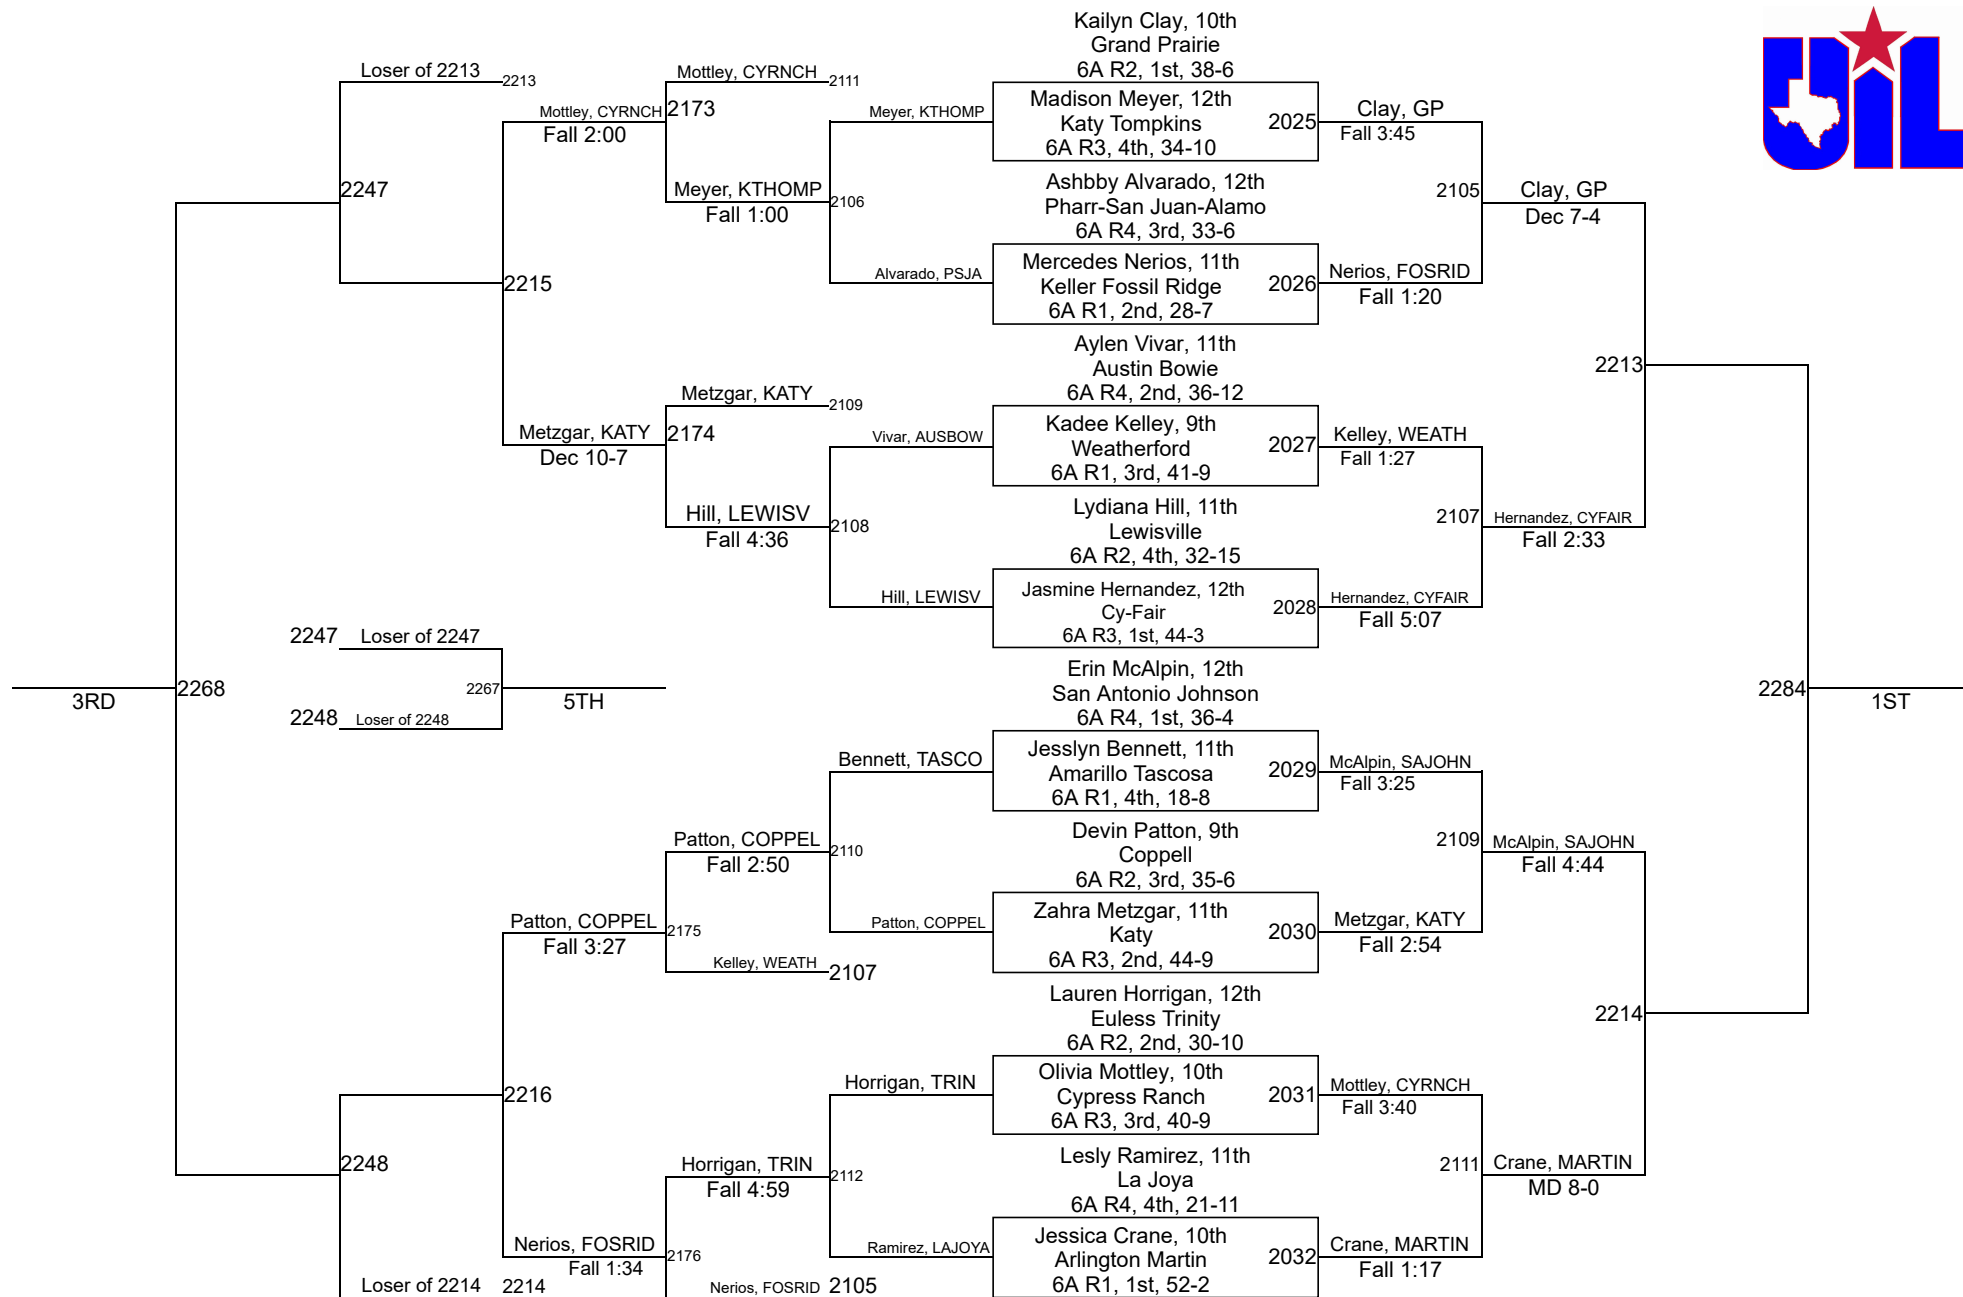 Kailyn Clay, 10th
Grand Prairie
6A R2, 1st, 38-6
UIL
Loser of 2213
2213
Mottley, CYRNCH
2111
Mottley, CYRNCH
2173
Fall 2:00
Meyer, KTHOMP
Madison Meyer, 12th
Katy Tompkins
6A R3, 4th, 34-10
2025
Clay, GP
Fall 3:45
2247
Meyer, KTHOMP
Fall 1:00
2106
Ashbby Alvarado, 12th
Pharr-San Juan-Alamo
6A R4, 3rd, 33-6
2105
Clay, GP
Dec 7-4
2215
Alvarado, PSJA
Mercedes Nerios, 11th
Keller Fossil Ridge
6A R1, 2nd, 28-7
2026
Nerios, FOSRID
Fall 1:20
Aylen Vivar, 11th
Austin Bowie
6A R4, 2nd, 36-12
2213
Metzgar, KATY
2109
Metzgar, KATY
2174
Dec 10-7
Vivar, AUSBOW
Kadee Kelley, 9th
Weatherford
6A R1, 3rd, 41-9
2027
Kelley, WEATH
Fall 1:27
Hill, LEWISV
Fall 4:36
2108
Lydiana Hill, 11th
Lewisville
6A R2, 4th, 32-15
2107
Hernandez, CYFAIR
Fall 2:33
Hill, LEWISV
Jasmine Hernandez, 12th
Cy-Fair
6A R3, 1st, 44-3
2028
Hernandez, CYFAIR
Fall 5:07
2247
Loser of 2247
3RD
2268
2267
5TH
2248
Loser of 2248
Erin McAlpin, 12th
San Antonio Johnson
6A R4, 1st, 36-4
2284
1ST
Bennett, TASCO
Jesslyn Bennett, 11th
Amarillo Tascosa
6A R1, 4th, 18-8
2029
McAlpin, SAJOHN
Fall 3:25
Patton, COPPEL
Fall 2:50
2110
Devin Patton, 9th
Coppell
6A R2, 3rd, 35-6
2109
McAlpin, SAJOHN
Fall 4:44
Patton, COPPEL
Fall 3:27
2175
Patton, COPPEL
Zahra Metzgar, 11th
Katy
6A R3, 2nd, 44-9
2030
Metzgar, KATY
Fall 2:54
Kelley, WEATH
2107
Lauren Horrigan, 12th
Euless Trinity
6A R2, 2nd, 30-10
2214
2216
Horrigan, TRIN
Olivia Mottley, 10th
Cypress Ranch
6A R3, 3rd, 40-9
2031
Mottley, CYRNCH
Fall 3:40
2248
Horrigan, TRIN
Fall 4:59
2112
Lesly Ramirez, 11th
La Joya
6A R4, 4th, 21-11
2111
Crane, MARTIN
MD 8-0
Nerios, FOSRID
Fall 1:34
2176
Ramirez, LAJOYA
Jessica Crane, 10th
Arlington Martin
6A R1, 1st, 52-2
2032
Crane, MARTIN
Fall 1:17
Loser of 2214
2214
Nerios, FOSRID
2105